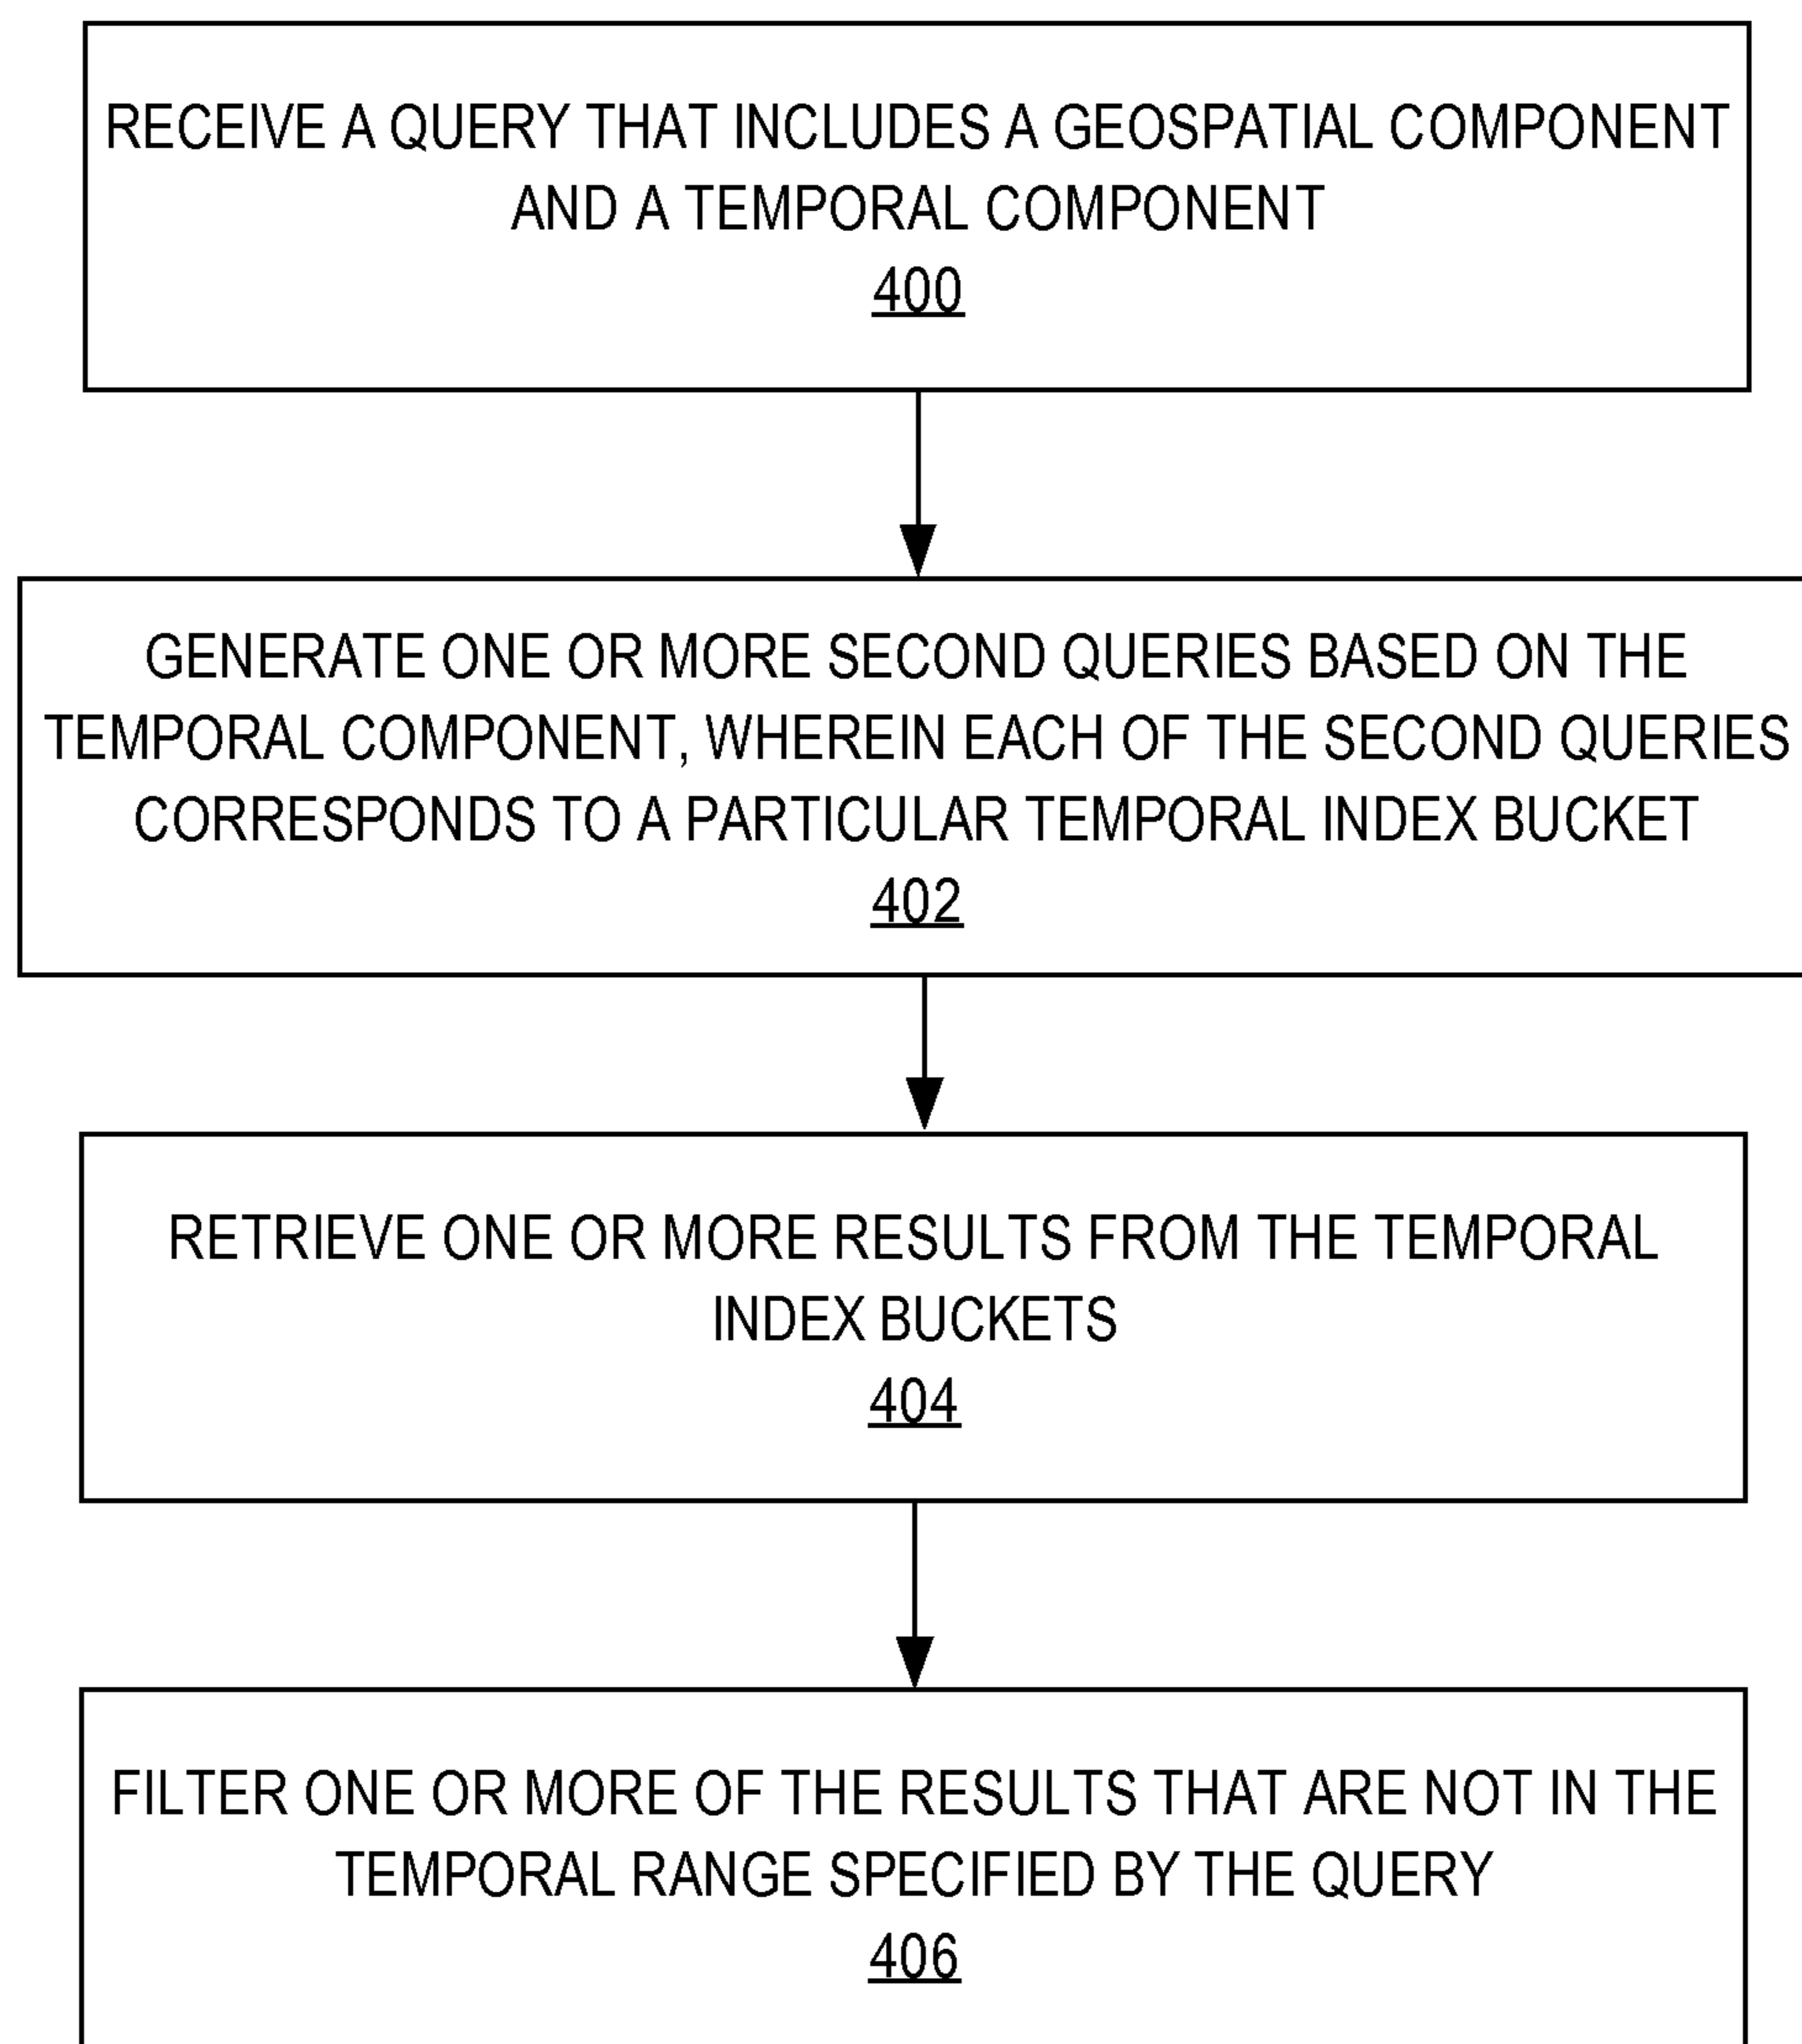 RECEIVE A QUERY THAT INCLUDES A GEOSPATIAL COMPONENT
AND A TEMPORAL COMPONENT
400
GENERATE ONE OR MORE SECOND QUERIES BASED ON THE
TEMPORAL COMPONENT, WHEREIN EACH OF THE SECOND QUERIES
CORRESPONDS TO A PARTICULAR TEMPORAL INDEX BUCKET
402
RETRIEVE ONE OR MORE RESULTS FROM THE TEMPORAL
INDEX BUCKETS
404
FILTER ONE OR MORE OF THE RESULTS THAT ARE NOT IN THE
TEMPORAL RANGE SPECIFIED BY THE QUERY
406